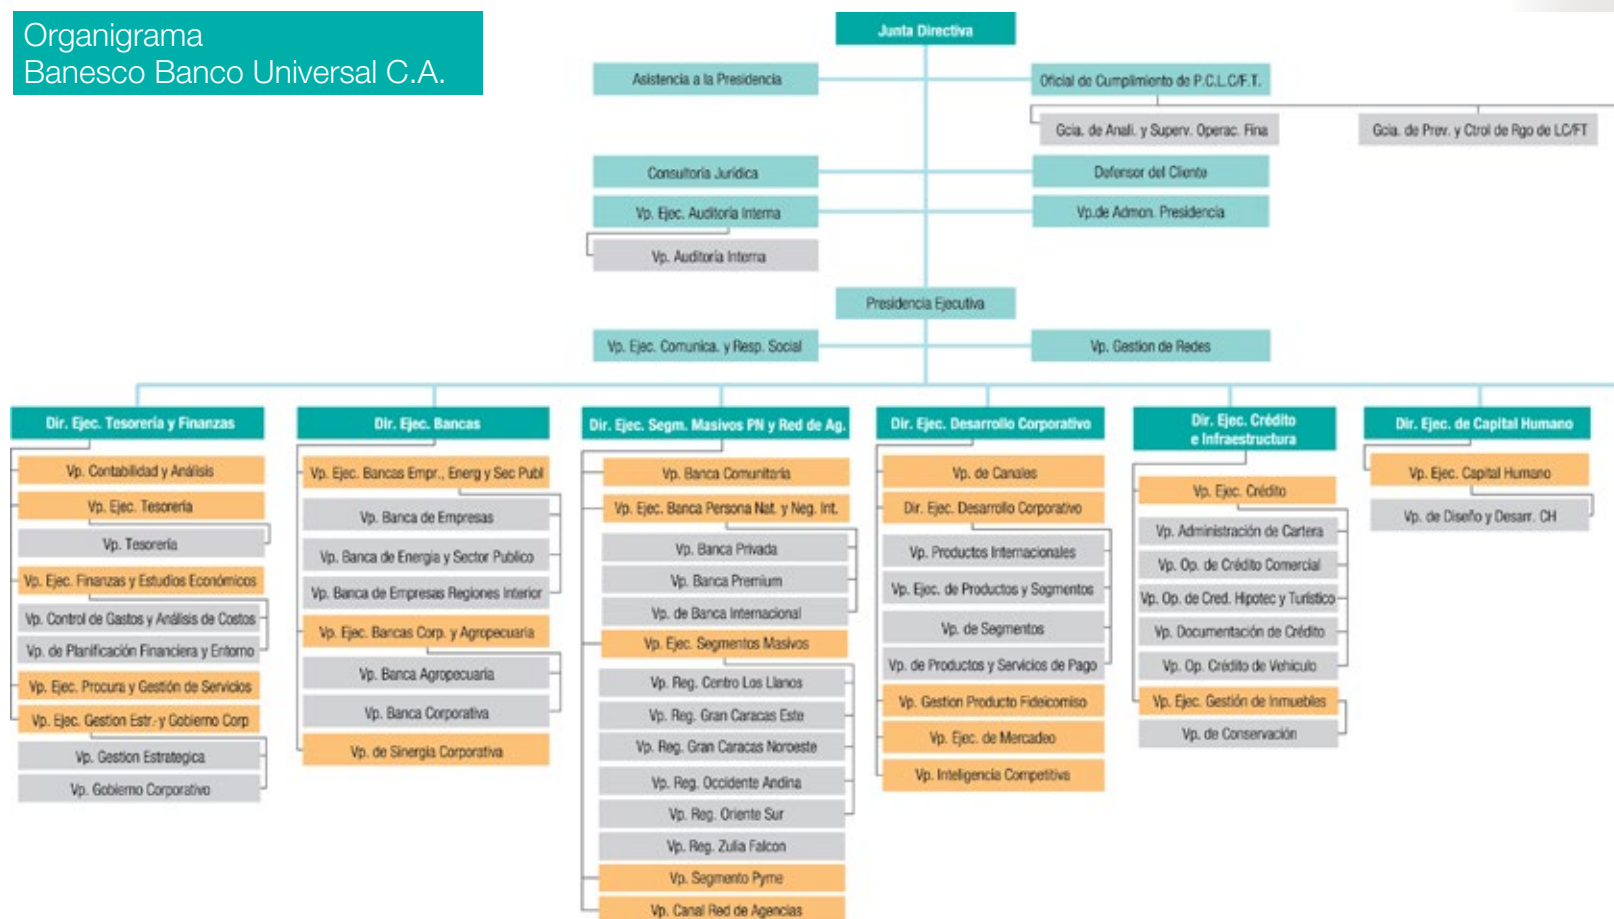 Organigrama
Banesco Banco Universal C.A.
Junta Directiva
Asistencia a la Presidencia
Oficial de Cumplimiento de P.C.L.C/F.T.
Gcia. de Anali. y Superv. Operac. Fina
Gcia. de Prev. y Ctrol de Rgo de LC/FT
Consultoría Jurídica
Defensor del Cliente
Vp. Ejec. Auditoría Interna
Vp.de Admon. Presidencia
Vp. Auditoría Interna
Presidencia Ejecutiva
Vp. Ejec. Comunica. y Resp. Social
Vp. Gestion de Redes
Dir. Ejec. Tesorería y Finanzas
Vp. Contabilidad y Análisis
Vp. Ejec. Tesorería
Vp. Tesorería
Vp. Ejec. Finanzas y Estudios Económicos
Vp. Control de Gastos y Análisis de Costos
Vp. de Planificación Financiera y Entorno
Vp. Ejec. Procura y Gestión de Servicios
Vp. Ejec. Gestion Estr.- y Gobierno Corp
Vp. Gestion Estrategica
Vp. Gobierno Corporativo
Dir. Ejec. Bancas
Vp. Ejec. Bancas Empr., Energ y Sec Publ
Vp. Banca de Empresas
Vp. Banca de Energia y Sector Publico
Vp. Banca de Empresas Regiones Interior
Vp. Ejec. Bancas Corp. y Agropecuaria
Vp. Banca Agropecuaria
Vp. Banca Corporativa
Vp. de Sinergia Corporativa
Dir. Ejec. Segm. Masivos PN y Red de Ag.
Vp. Banca Comunitaria
Vp. Ejec. Banca Persona Nat. y Neg. Int.
Vp. Banca Privada
Vp. Banca Premium
Vp. de Banca Internacional
Vp. Ejec. Segmentos Masivos
Vp. Reg. Centro Los Llanos
Vp. Reg. Gran Caracas Este
Vp. Reg. Gran Caracas Noroeste
Vp. Reg. Occidente Andina
Vp. Reg. Oriente Sur
Vp. Reg. Zulia Falcon
Vp. Segmento Pyme
Vp. Canal Red de Agencias
Dir. Ejec. Desarrollo Corporativo
Vp. de Canales
Dir. Ejec. Desarrollo Corporativo
Vp. Productos Internacionales
Vp. Ejec. de Productos y Segmentos
Vp. de Segmentos
Vp. de Productos y Servicios de Pago
Vp. Gestion Producto Fideicomiso
Vp. Ejec. de Mercadeo
Vp. Inteligencia Competitiva
Dir. Ejec. Crédito
e Infraestructura
Vp. Ejec. Crédito
Vp. Administración de Cartera
Vp. Op. de Crédito Comercial
Vp. Op. de Cred. Hipotec y Turístico
Vp. Documentación de Crédito
Vp. Op. Crédito de Vehiculo
Vp. Ejec. Gestión de Inmuebles
Vp. de Conservación
Dir. Ejec. de Capital Humano
Vp. Ejec. Capital Humano
Vp. de Diseño y Desarr. CH